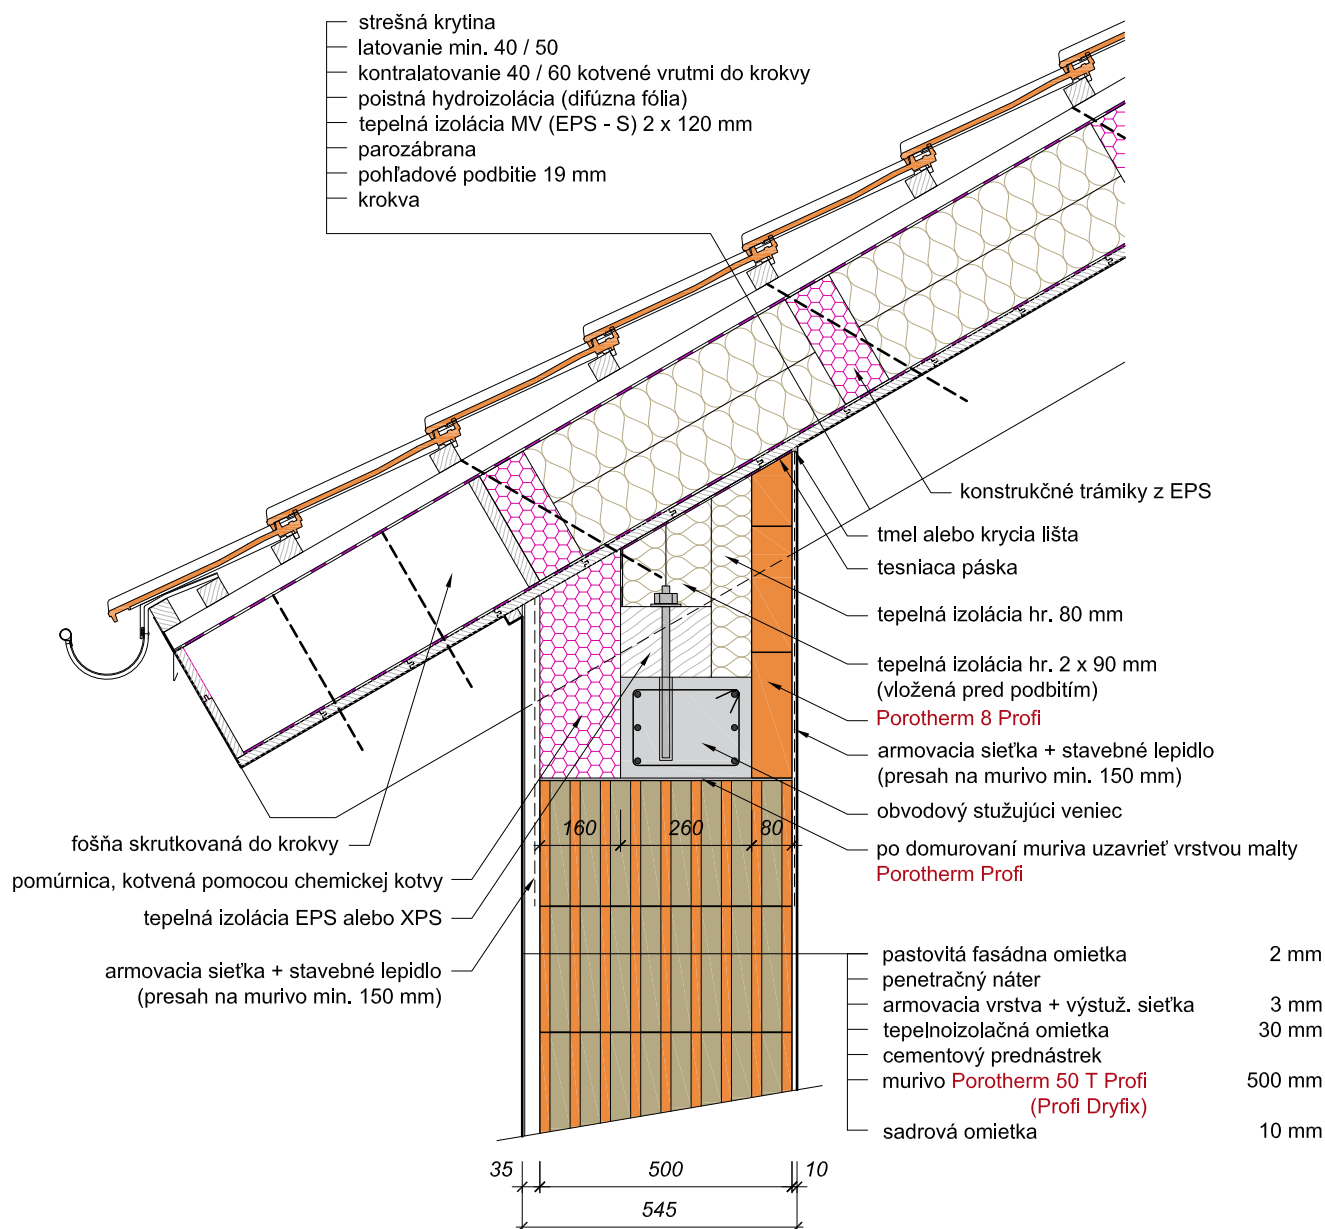 strešná krytina
latovanie min. 40 / 50
kontralatovanie 40 / 60 kotvené vrutmi do krokvy
poistná hydroizolácia (difúzna fólia)
tepelná izolácia MV (EPS - S) 2 x 120 mm
parozábrana
pohľadové podbitie 19 mm
krokva
konštrukčné trámiky z EPS
tmel alebo krycia lišta
tesniaca páska
tepelná izolácia hr. 80 mm
tepelná izolácia hr. 2 x 90 mm
(vložená pred podbitím)
Porotherm 8 Profi
armovacia sieťka + stavebné lepidlo
(presah na murivo min. 150 mm)
obvodový stužujúci veniec
po domurovaní muriva uzavrieť vrstvou malty
Porotherm Profi
160 260 80
fošňa skrutkovaná do krokvy
pomúrnica, kotvená pomocou chemickej kotvy
tepelná izolácia EPS alebo XPS
armovacia sieťka + stavebné lepidlo
(presah na murivo min. 150 mm)
pastovitá fasádna omietka 2 mm
penetračný náter
armovacia vrstva + výstuž. sieťka 3 mm
tepelnoizolačná omietka 30 mm
cementový prednástrek
murivo Porotherm 50 T Profi 500 mm
(Profi Dryfix)
sadrová omietka 10 mm
35 500 10
545